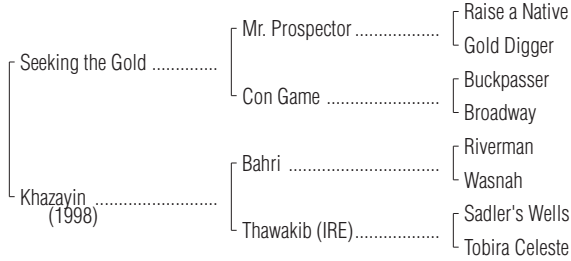 Raise a Native
Mr. Prospector ..................
Gold Digger
Seeking the Gold ..............
Buckpasser
Con Game ........................
Broadway
Riverman
Bahri ................................
Wasnah
Khazayin ..........................
(1998)
Sadler's Wells
Thawakib (IRE)..................
Tobira Celeste